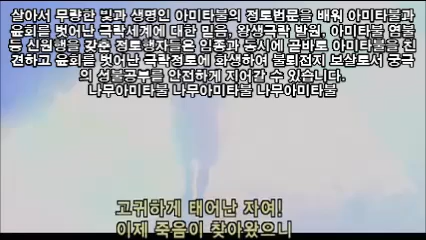 살아서 무량한 빛과 생명인 아미타불의 정토법문을 배워 아미타불과
윤회를 벗어난 극락세계에 대한 믿음, 왕생극락 발원, 아미타불 염불
등 신원행을 갖춘 정토행자들은 임종과 동시에 곧바로 아미타불을 친
견하고 윤회를 벗어난 극락정토에 화생하여 불퇴전지 보살로서 궁극
의 성불공부를 안전하게 지어갈 수 있습니다.
나무아미타불 나무아미타불 나무아미타불
고귀하게 태어난 자여!
이제 죽음이 찾아왔으니